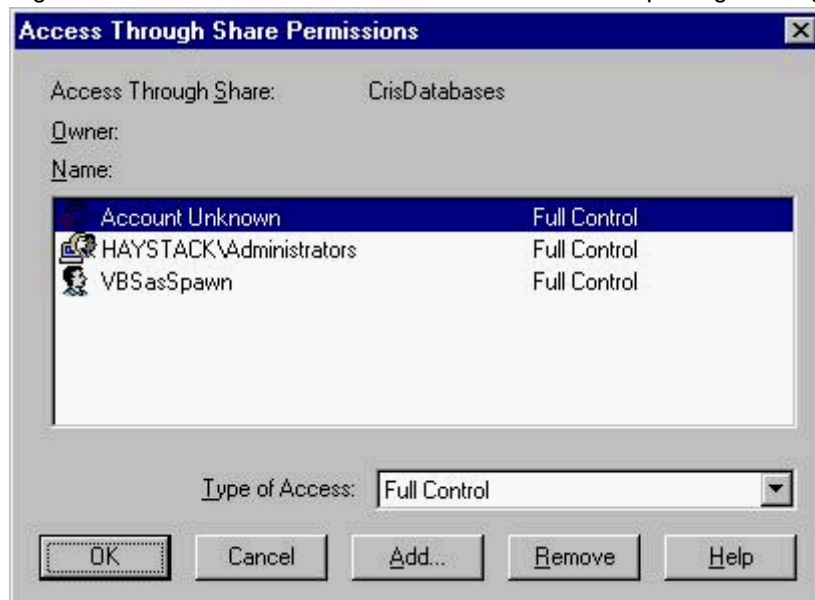 Access Through Share Permissions
Access Through Share: CrisDatabases
Owner:
Name:
Account Unknown Full Control
HAYSTACK\Administrators Full Control
VBSasSpawn Full Control
Type of Access: Full Control
OK Cancel Add... Remove Help